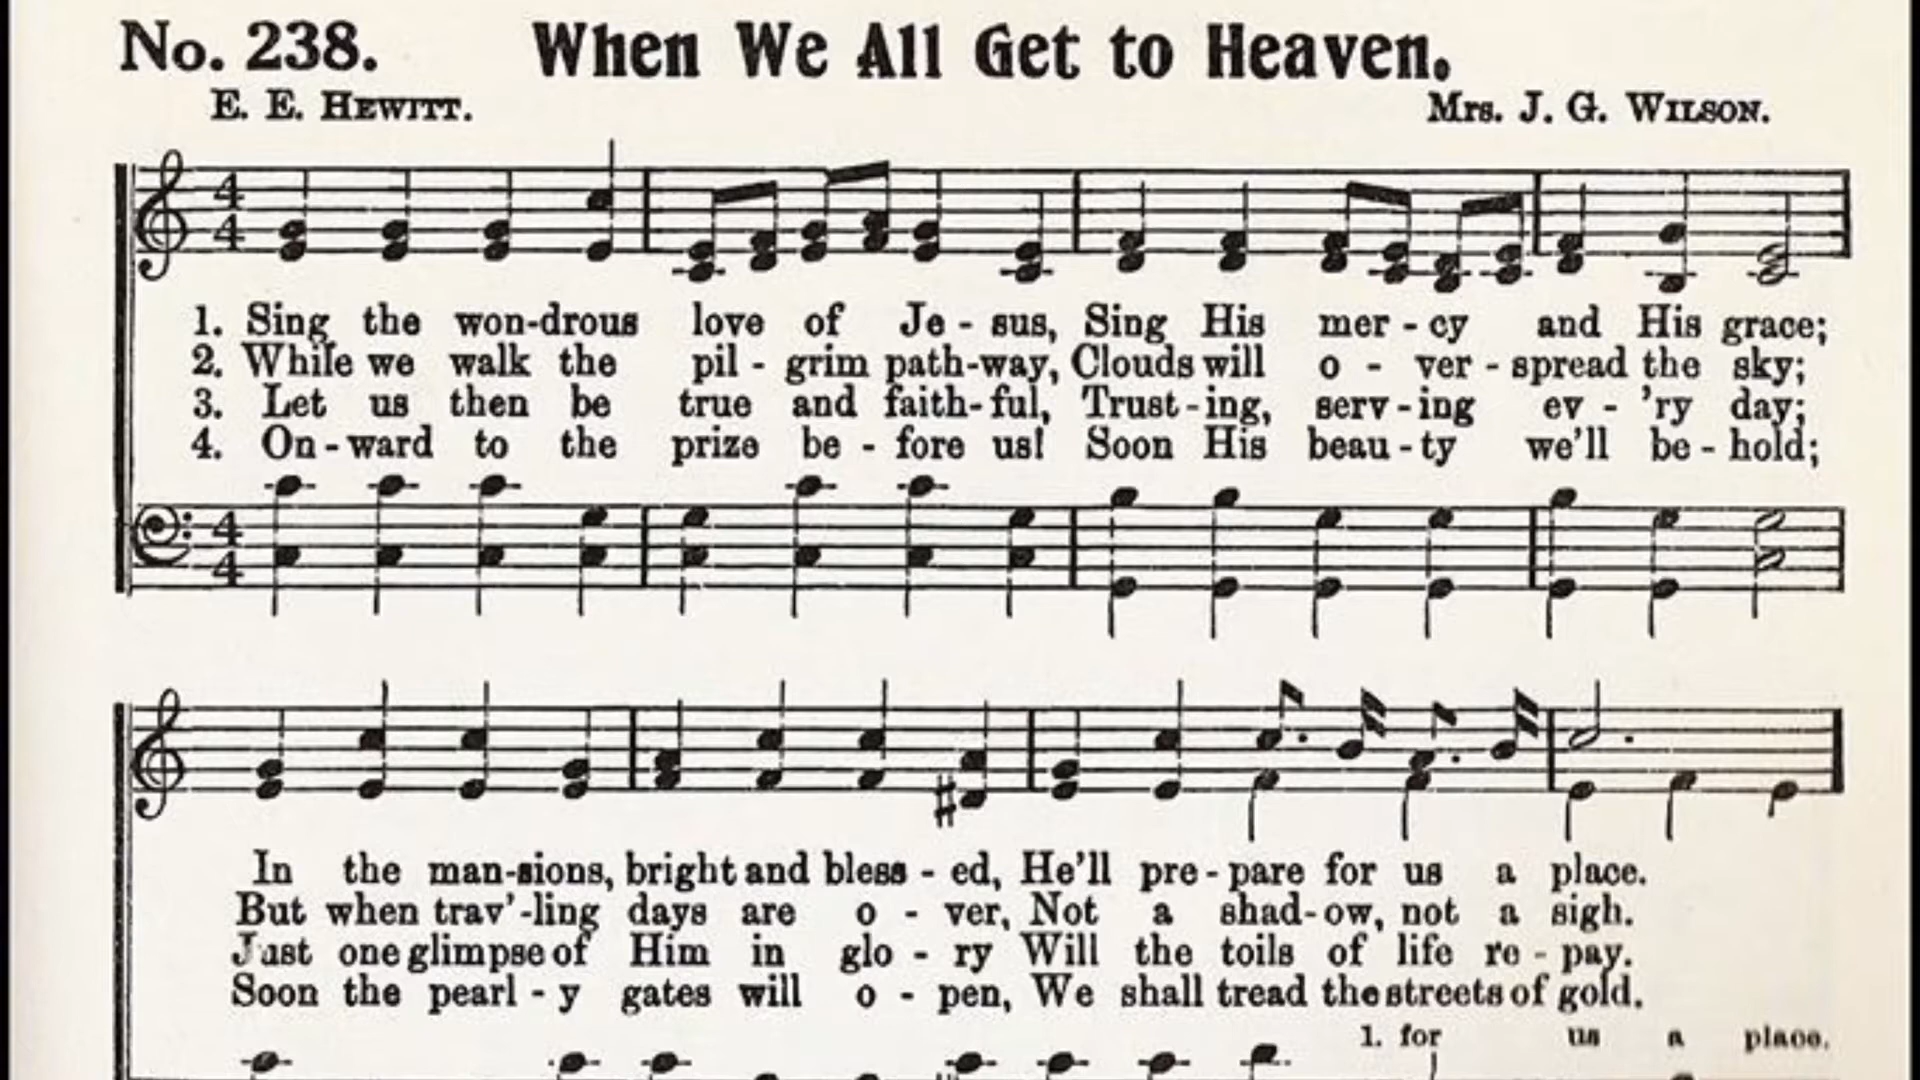 No. 238. When We All Get to Heaven.
E. E. HEWITT. Mrs. J. G. WILSON.
4
4
1. Sing the won-drous love of Je - sus, Sing His mer - cy and His grace;
2. While we walk the pil - grim path-way, Clouds will o - ver - spread the sky;
3. Let us then be true and faith-ful, Trust-ing, serv-ing ev - 'ry day;
4. On-ward to the prize be - fore us! Soon His beau-ty we'll be-hold;
4
4
In the man-sions, bright and bless - ed, He'll pre-pare for us a place.
But when trav'-ling days are o - ver, Not a shad-ow, not a sigh.
Just one glimpse of Him in glo - ry Will the toils of life re - pay.
Soon the pearl - y gates will o - pen, We shall tread the streets of gold.
1. for us a place.